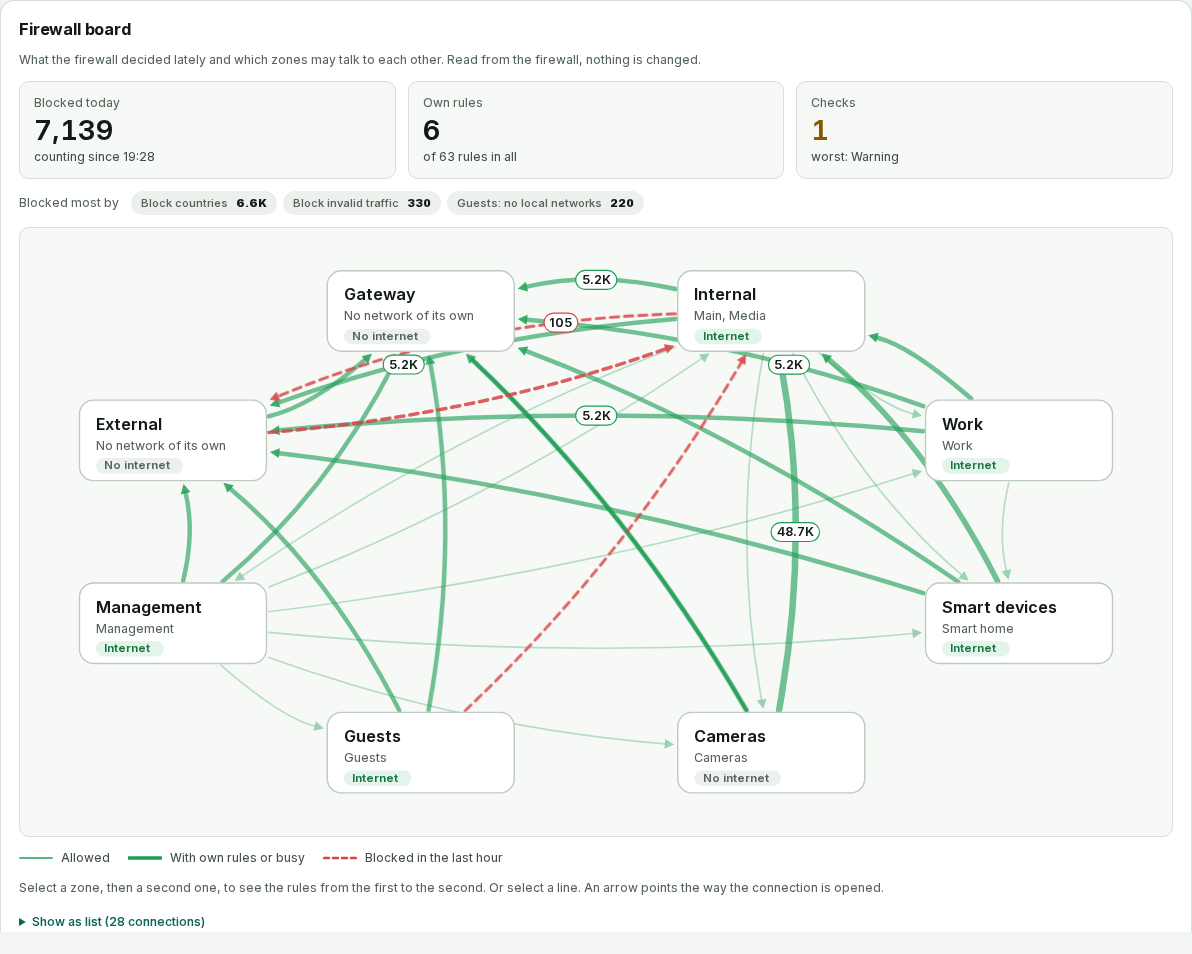 Firewall board
What the firewall decided lately and which zones may talk to each other. Read from the firewall, nothing is changed.
Blocked today
7,139
counting since 19:28
Own rules
6
of 63 rules in all
Checks
1
worst: Warning
Blocked most by
Block countries 6.6K
Block invalid traffic 330
Guests: no local networks 220
Gateway
No network of its own
No internet
5.2K
105
Internal
Main, Media
Internet
5.2K
5.2K
External
No network of its own
No internet
5.2K
Work
Work
Internet
48.7K
Management
Management
Internet
Smart devices
Smart home
Internet
Guests
Guests
Internet
Cameras
Cameras
No internet
Allowed
With own rules or busy
Blocked in the last hour
Select a zone, then a second one, to see the rules from the first to the second. Or select a line. An arrow points the way the connection is opened.
Show as list (28 connections)